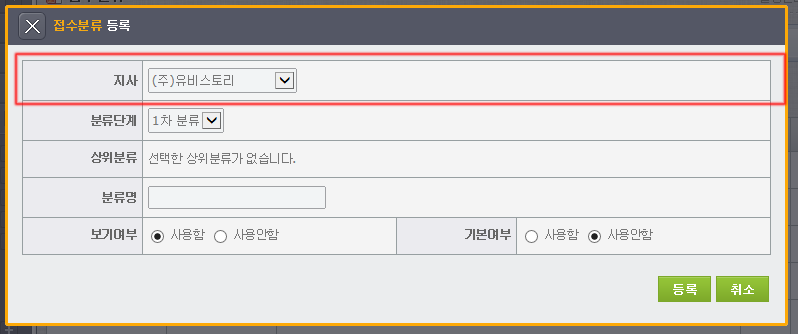 접수분류 등록
지사 (주)유비스토리
분류단계 1차 분류
상위분류 선택한 상위분류가 없습니다.
분류명
보기여부 사용함 사용안함 기본여부 사용함 사용안함
등록 취소